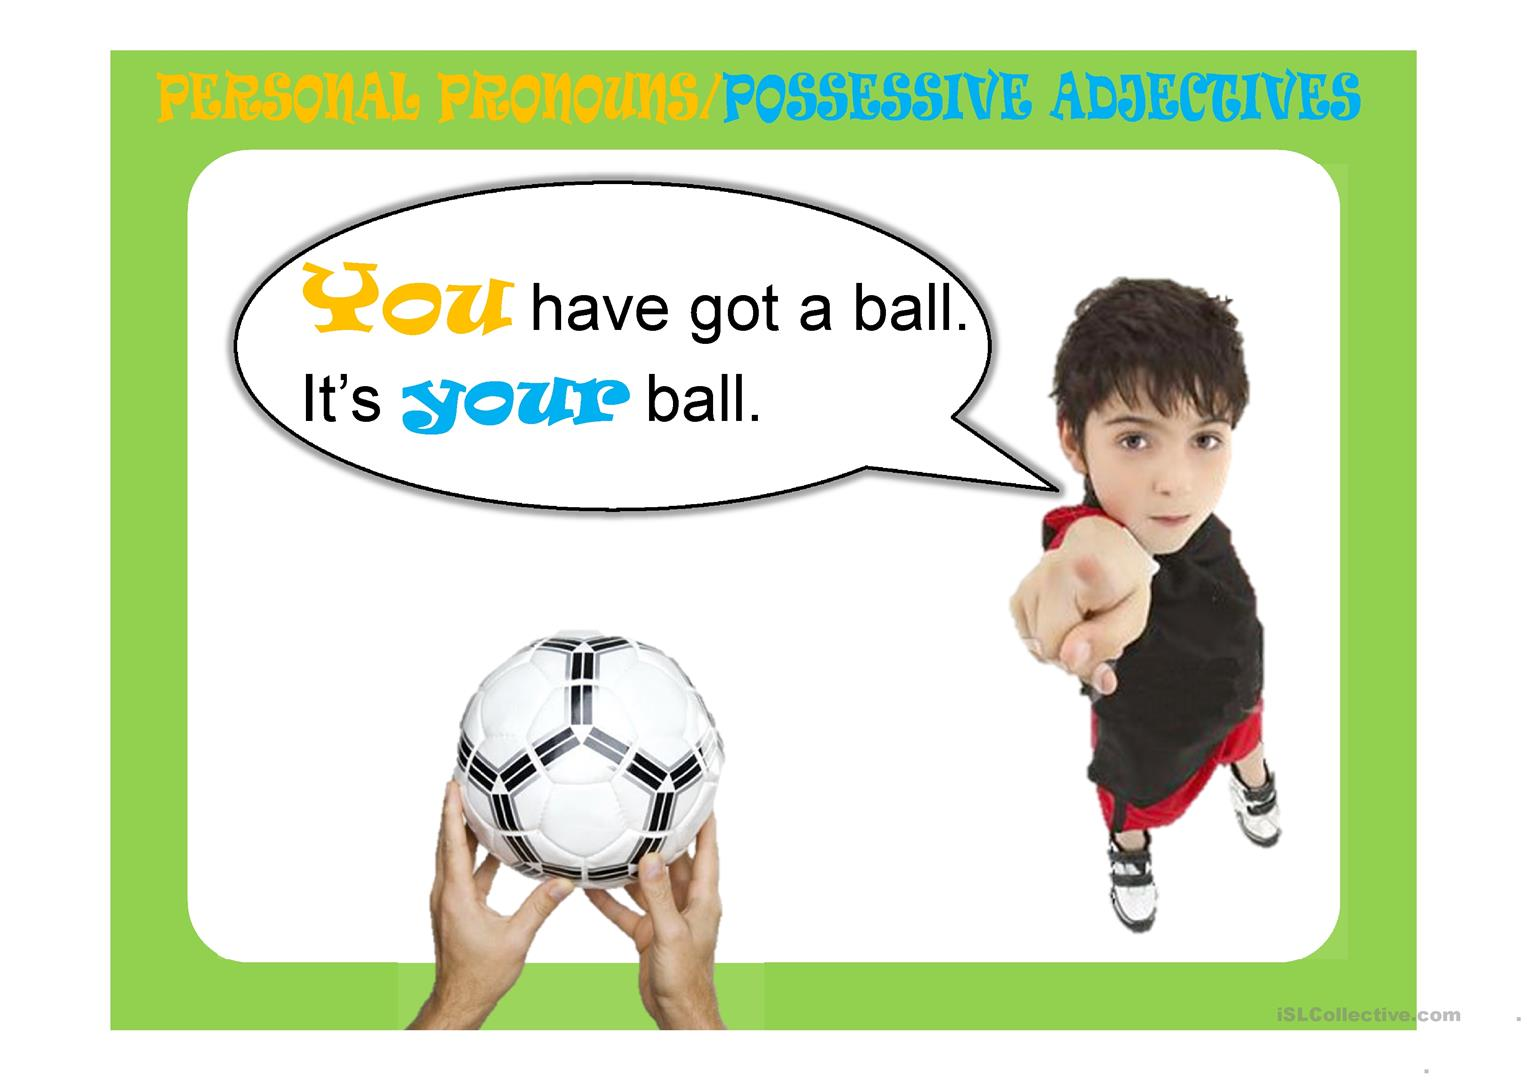 PERSONAL PRONOUNS/POSSESSIVE ADJECTIVES
You have got a ball.
It’s your ball.
iSLCollective.com